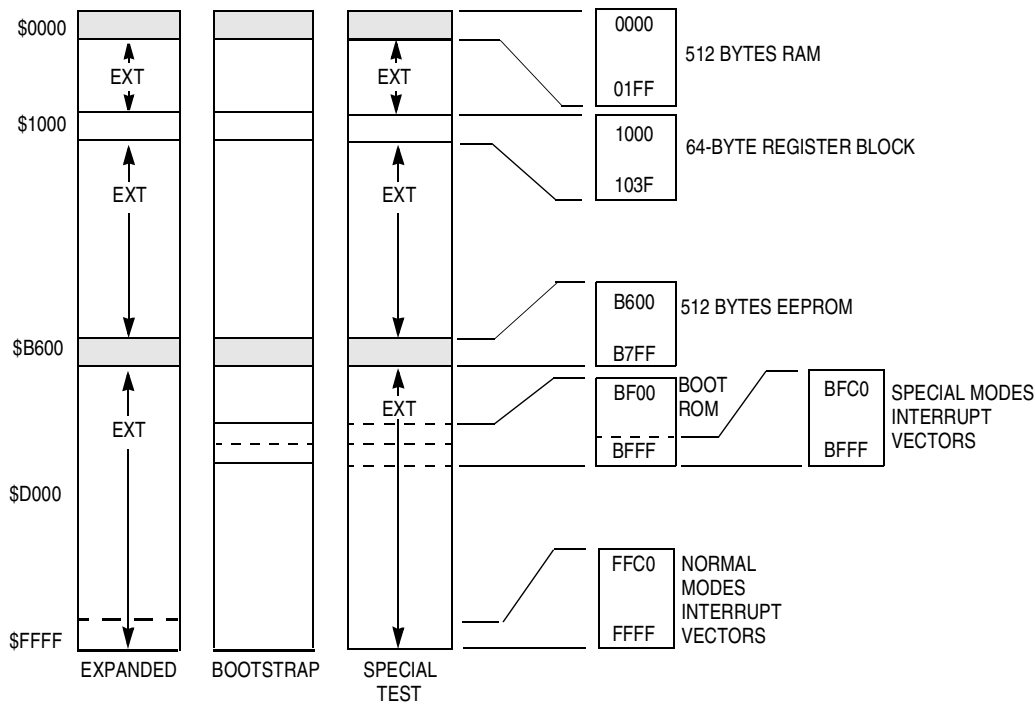 $0000
EXT
EXT
0000
01FF
512 BYTES RAM
$1000
1000
103F
64-BYTE REGISTER BLOCK
EXT
EXT
$B600
B600
B7FF
512 BYTES EEPROM
EXT
EXT
BF00
BFFF
BOOT
ROM
BFC0
BFFF
SPECIAL MODES
INTERRUPT
VECTORS
$D000
FFC0
FFFF
NORMAL
MODES
INTERRUPT
VECTORS
$FFFF
EXPANDED
BOOTSTRAP
SPECIAL
TEST